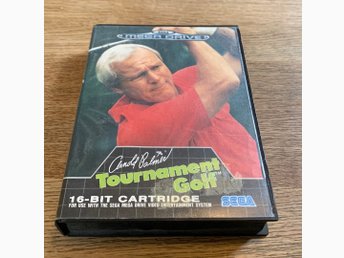 MEGA DRIVE
Arnold Palmer
Tournament
Golf™
16-BIT CARTRIDGE
FOR USE WITH THE SEGA MEGA DRIVE VIDEO ENTERTAINMENT SYSTEM
SEGA